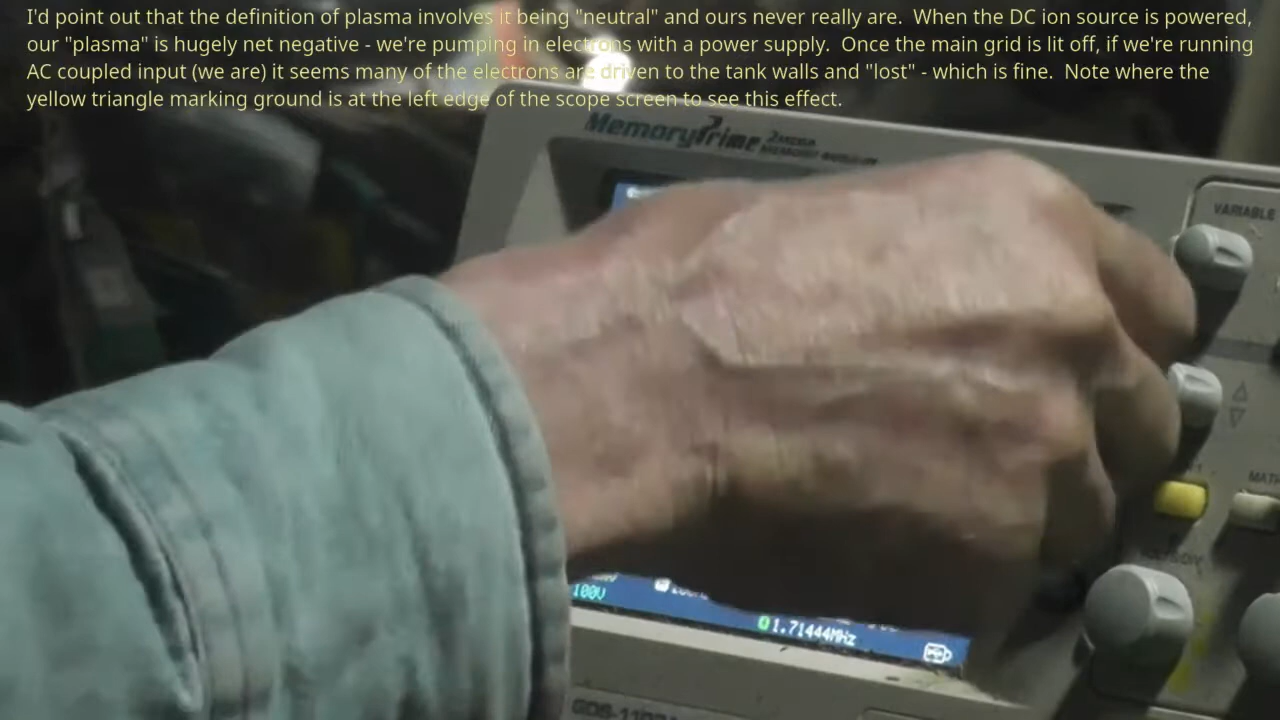 I'd point out that the definition of plasma involves it being "neutral" and ours never really are.  When the DC ion source is powered,
our "plasma" is hugely net negative - we're pumping in electrons with a power supply.  Once the main grid is lit off, if we're running
AC coupled input (we are) it seems many of the electrons are driven to the tank walls and "lost" - which is fine.  Note where the
yellow triangle marking ground is at the left edge of the scope screen to see this effect.
MemoryPrime
VARIABLE
MATH
100V
1.71444MHz